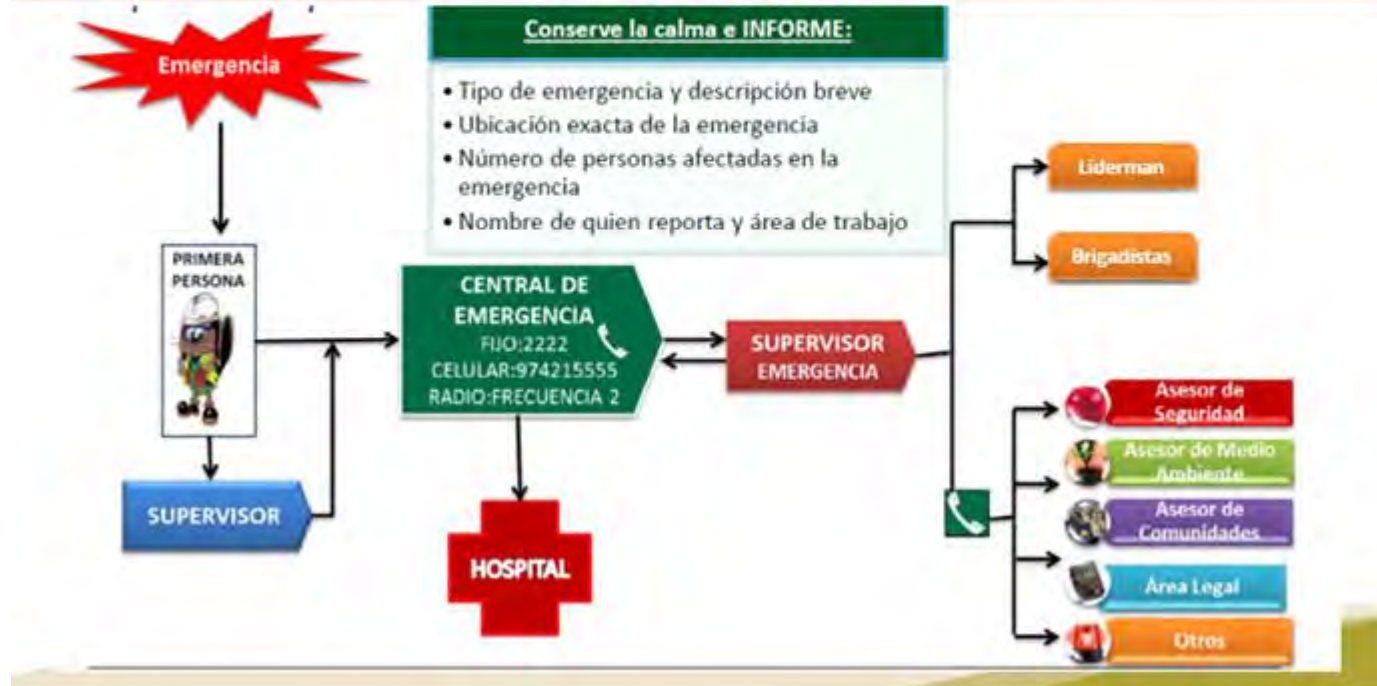 Emergencia
Conserve la calma e INFORME:
• Tipo de emergencia y descripción breve
• Ubicación exacta de la emergencia
• Número de personas afectadas en la
emergencia
• Nombre de quien reporta y área de trabajo
PRIMERA
PERSONA
SUPERVISOR
CENTRAL DE
EMERGENCIA
FIJO:2222
CELULAR:974215555
RADIO:FRECUENCIA 2
HOSPITAL
SUPERVISOR
EMERGENCIA
Liderman
Brigadistas
Asesor de
Seguridad
Asesor de Medio
Ambiente
Asesor de
Comunidades
Área Legal
Otros